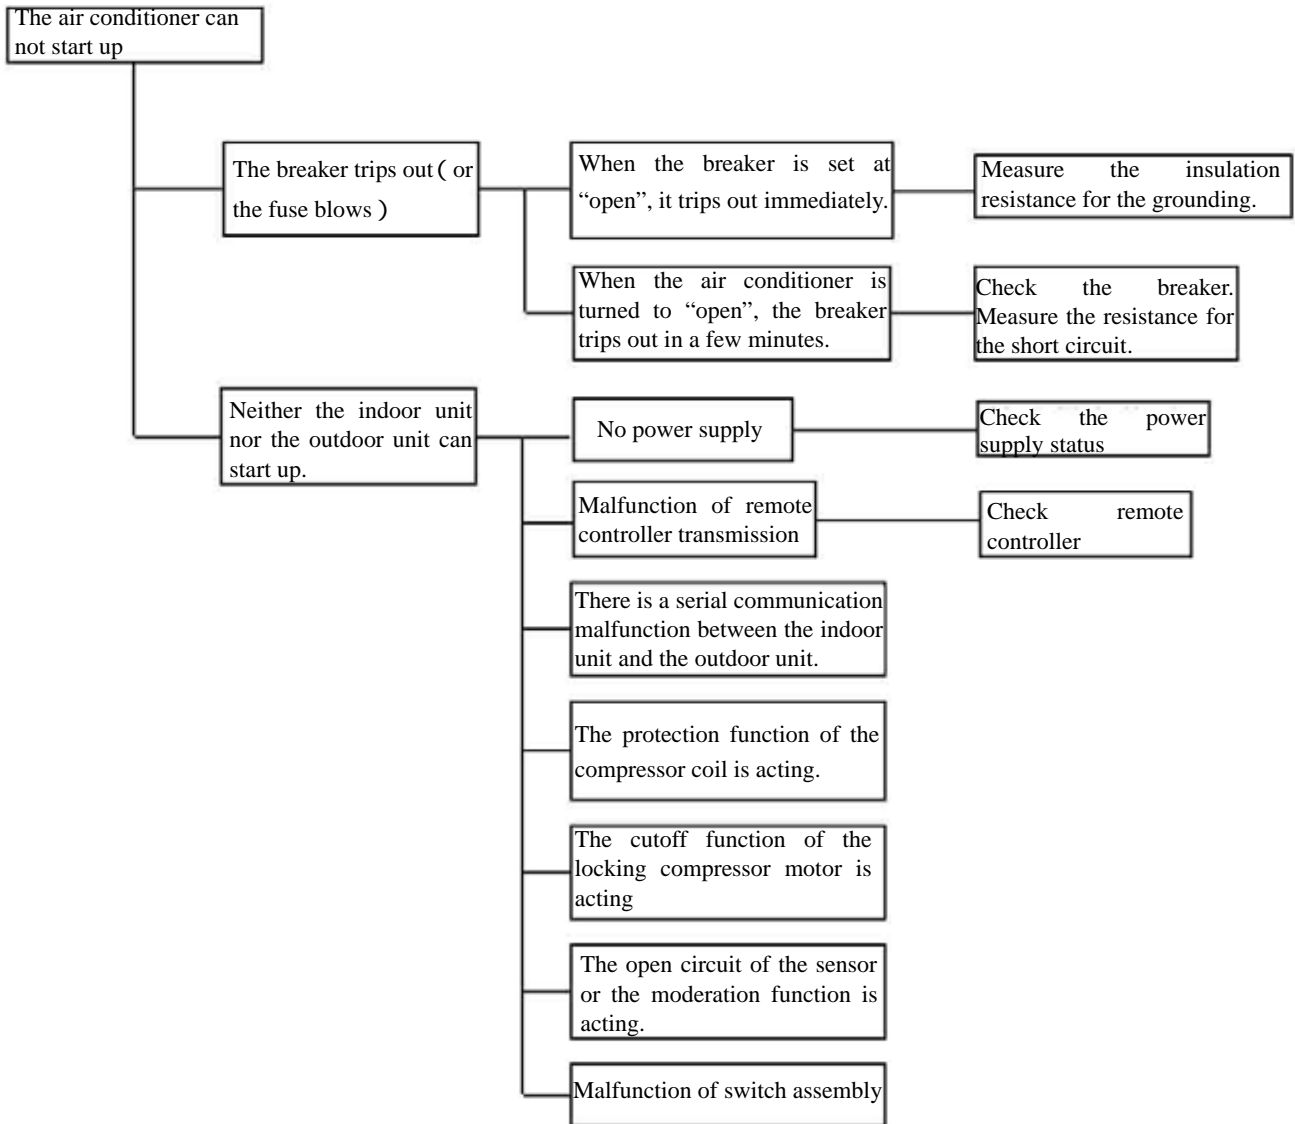 The air conditioner can
not start up
The breaker trips out ( or
the fuse blows )
When the breaker is set at
“open”, it trips out immediately.
Measure the insulation
resistance for the grounding.
When the air conditioner is
turned to “open”, the breaker
trips out in a few minutes.
Check the breaker.
Measure the resistance for
the short circuit.
Neither the indoor unit
nor the outdoor unit can
start up.
No power supply
Check the power
supply status
Malfunction of remote
controller transmission
Check remote
controller
There is a serial communication
malfunction between the indoor
unit and the outdoor unit.
The protection function of the
compressor coil is acting.
The cutoff function of the
locking compressor motor is
acting
The open circuit of the sensor
or the moderation function is
acting.
Malfunction of switch assembly